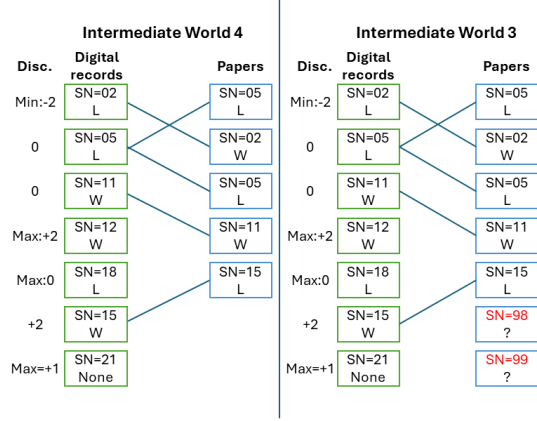 Intermediate World 4
Disc.
Digital
records
Papers
Min:-2
SN=02
L
SN=05
L
0
SN=05
L
SN=02
W
0
SN=11
W
SN=05
L
Max:+2
SN=12
W
SN=11
W
Max:0
SN=18
L
SN=15
L
+2
SN=15
W
Max=+1
SN=21
None
Intermediate World 3
Disc.
Digital
records
Papers
Min:-2
SN=02
L
SN=05
L
0
SN=05
L
SN=02
W
0
SN=11
W
SN=05
L
Max:+2
SN=12
W
SN=11
W
Max:0
SN=18
L
SN=15
L
+2
SN=15
W
SN=98
?
Max=+1
SN=21
None
SN=99
?